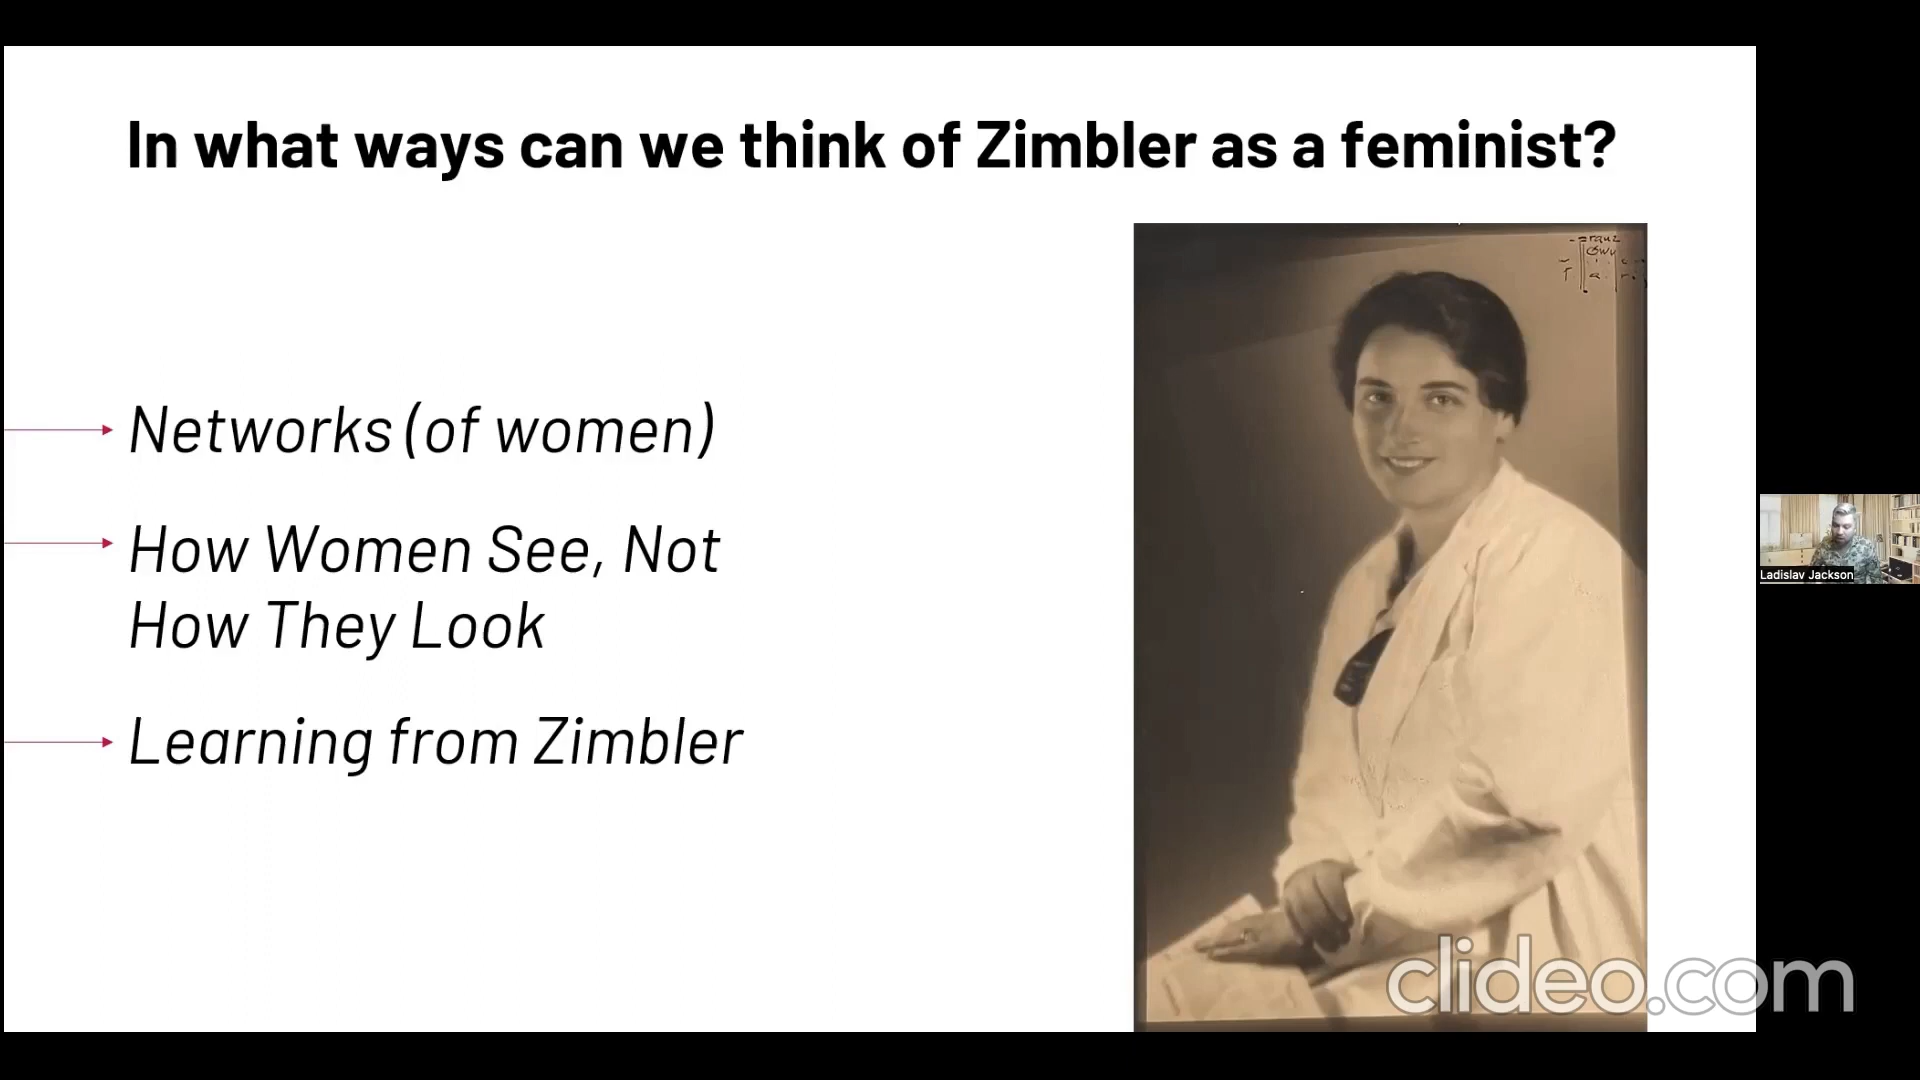 In what ways can we think of Zimbler as a feminist?
Networks (of women)
How Women See, Not
How They Look
Learning from Zimbler
Ladislav Jackson
clideo.com